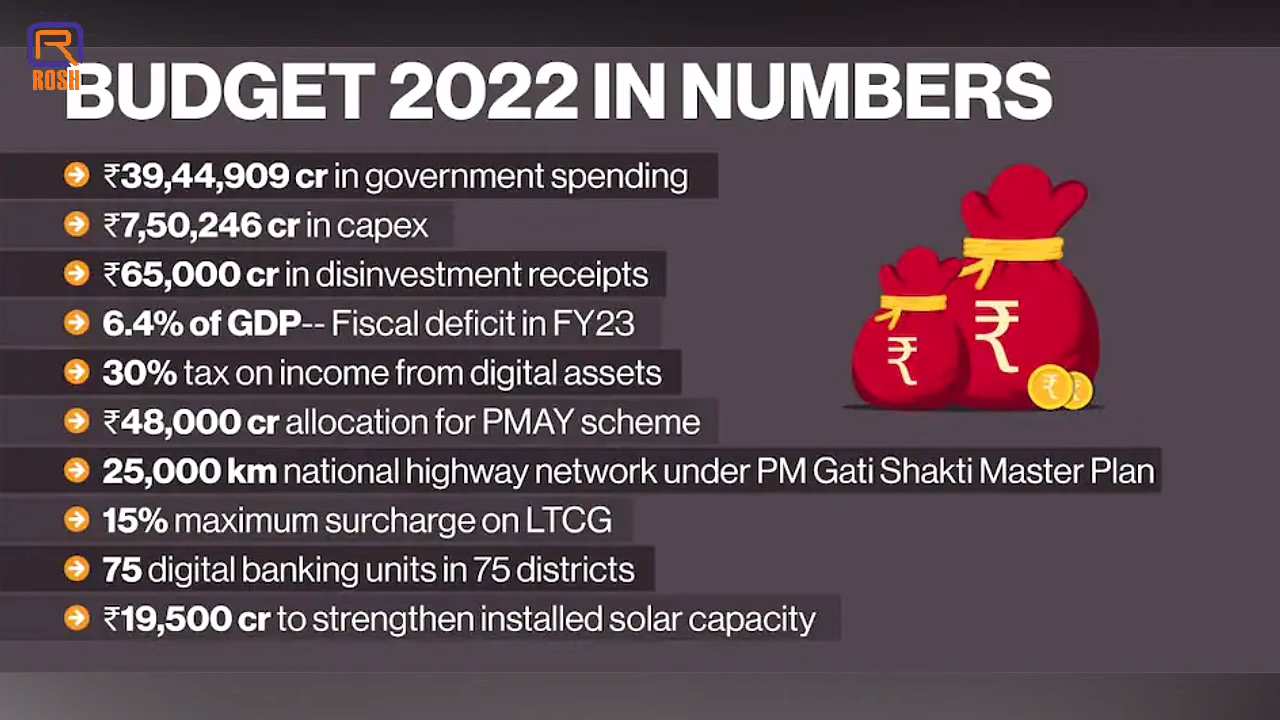 ROSH
BUDGET 2022 IN NUMBERS
₹39,44,909 cr in government spending
₹7,50,246 cr in capex
₹65,000 cr in disinvestment receipts
6.4% of GDP-- Fiscal deficit in FY23
30% tax on income from digital assets
₹48,000 cr allocation for PMAY scheme
25,000 km national highway network under PM Gati Shakti Master Plan
15% maximum surcharge on LTCG
75 digital banking units in 75 districts
₹19,500 cr to strengthen installed solar capacity
₹
₹
₹
₹